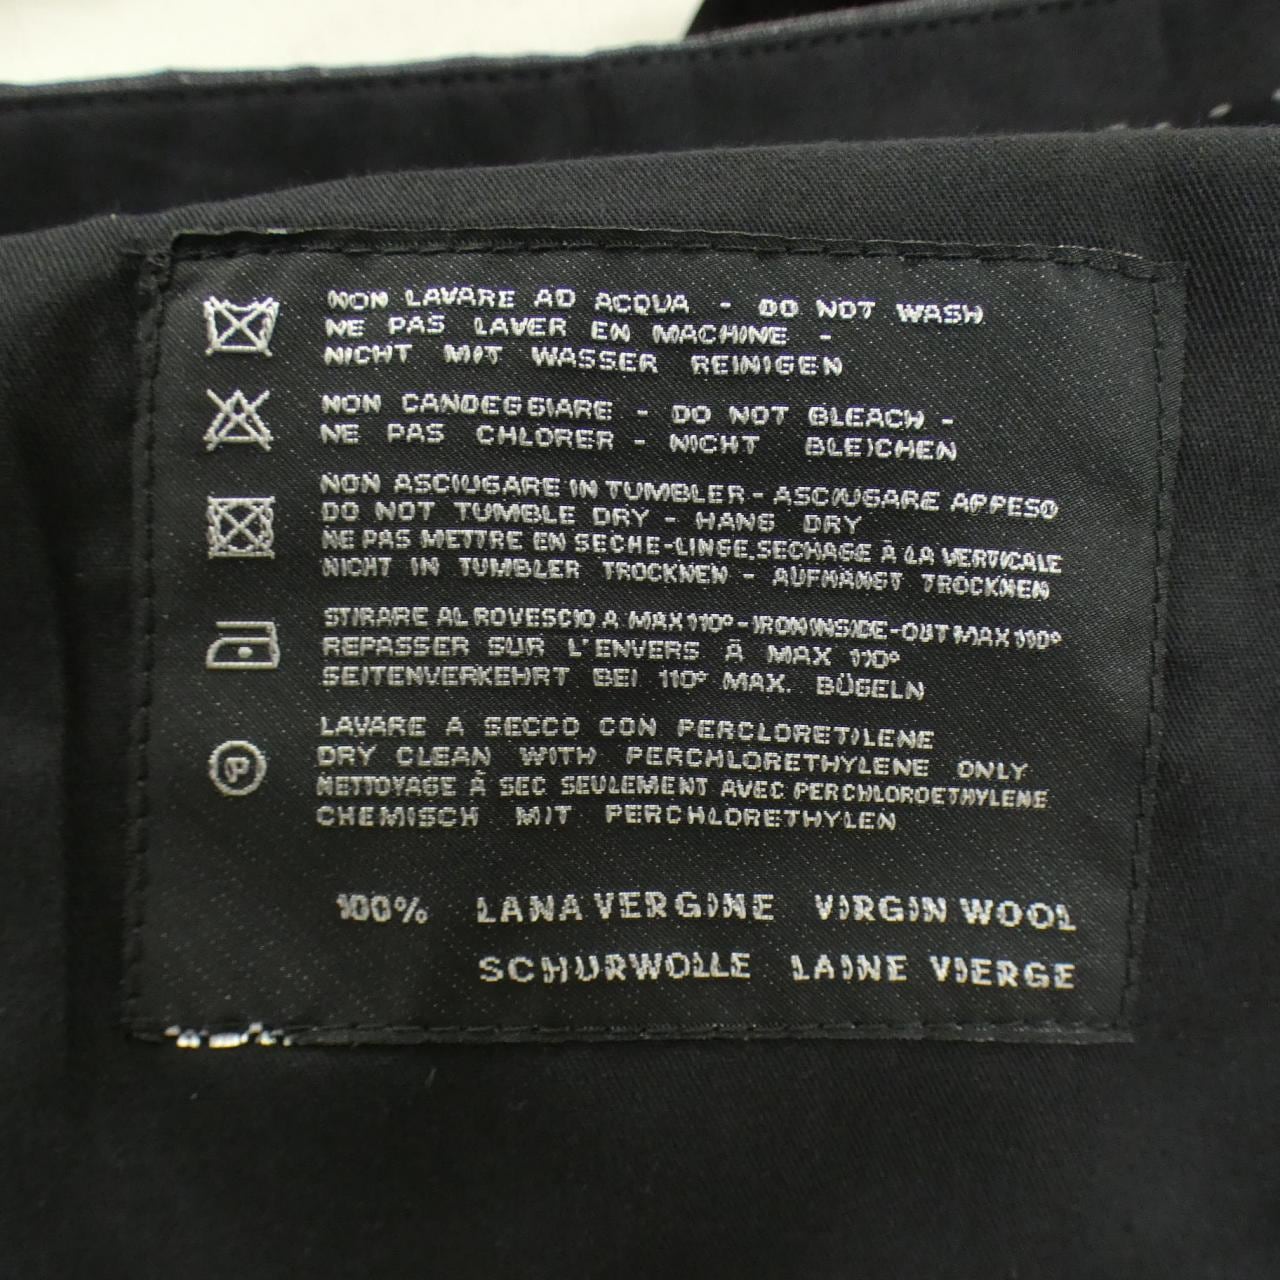 NON LAVARE AD ACQUA - DO NOT WASH
NE PAS LAVER EN MACHINE -
NICHT MIT WASSER REINIGEN
NON CANDEGGIARE - DO NOT BLEACH -
NE PAS CHLORER - NICHT BLEICHEN
NON ASCIUGARE IN TUMBLER - ASCIUGARE APPESO
DO NOT TUMBLE DRY - HANG DRY
NE PAS METTRE EN SECHE-LINGE. SECHAGE À LA VERTICALE
NICHT IN TUMBLER TROCKNEN - AUFHÄNGT TROCKNEN
STIRARE AL ROVESCIO A MAX 110° - IRON INSIDE-OUT MAX 110°
REPASSER SUR L'ENVERS À MAX 110°
SEITENVERKEHRT BEI 110° MAX. BÜGELN
LAVARE A SECCO CON PERCLORETILENE
DRY CLEAN WITH PERCHLORETHYLENE ONLY
P
NETTOYAGE À SEC SEULEMENT AVEC PERCHLOROETHYLENE
CHEMISCH MIT PERCHLORETHYLEN
100% LANA VERGINE VIRGIN WOOL
SCHURWOLLE LAINE VIERGE